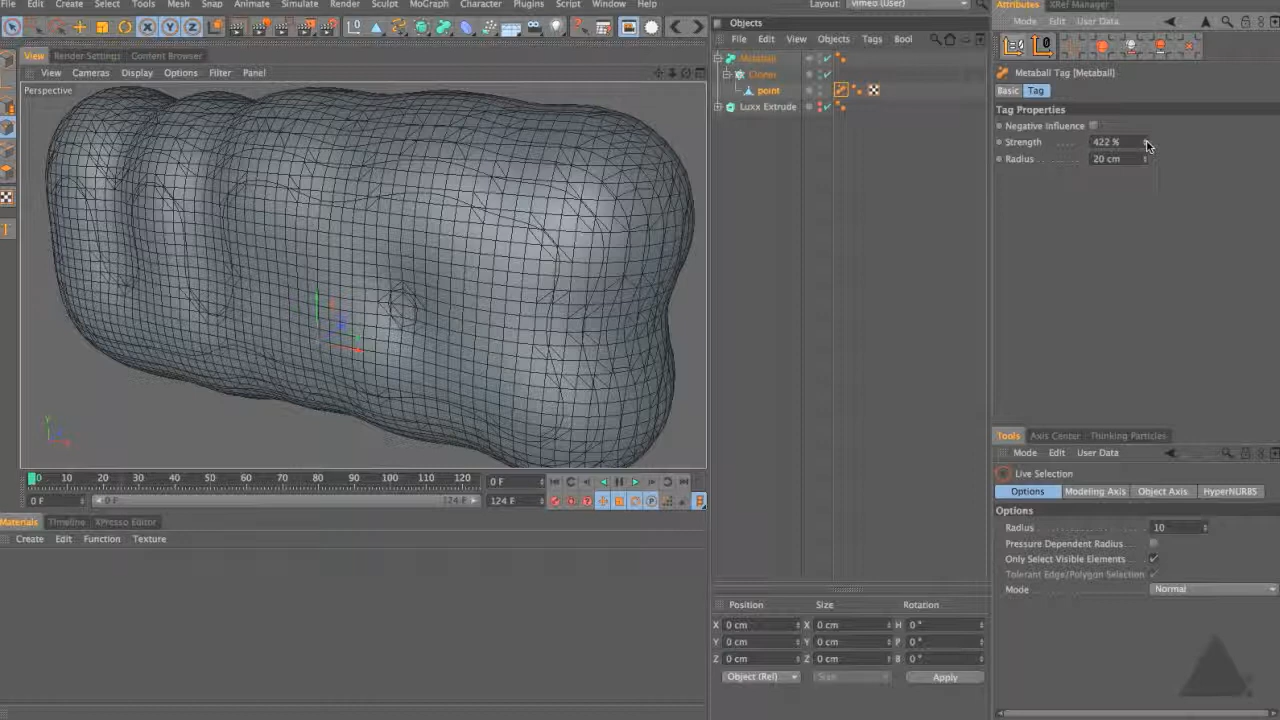 File Edit Create Select Tools Mesh Snap Animate Simulate Render Sculpt MoGraph Character Plugins Script Window Help Layout: vimeo (User)
Attributes XRef Manager
Objects
Mode Edit User Data
File Edit View Objects Tags Bool
View Render Settings Content Browser
View Cameras Display Options Filter Panel
Perspective
Metaball
Cloner
point
Luxx Extrude
Metaball Tag [Metaball]
Basic Tag
Tag Properties
Negative Influence
Strength 422 %
Radius 20 cm
Y
X Y Z
Tools Axis Center Thinking Particles
Mode Edit User Data
Live Selection
Options Modeling Axis Object Axis HyperNURBS
Options
Radius 10
Pressure Dependent Radius
Only Select Visible Elements
Tolerant Edge/Polygon Selection
Mode Normal
0 10 20 30 40 50 60 70 80 90 100 110 120 0 F
0 F 0 F 124 F 124 F
Materials Timeline XPresso Editor
Create Edit Function Texture
Position Size Rotation
X 0 cm X 0 cm H 0 °
Y 0 cm Y 0 cm P 0 °
Z 0 cm Z 0 cm B 0 °
Object (Rel) Size Apply